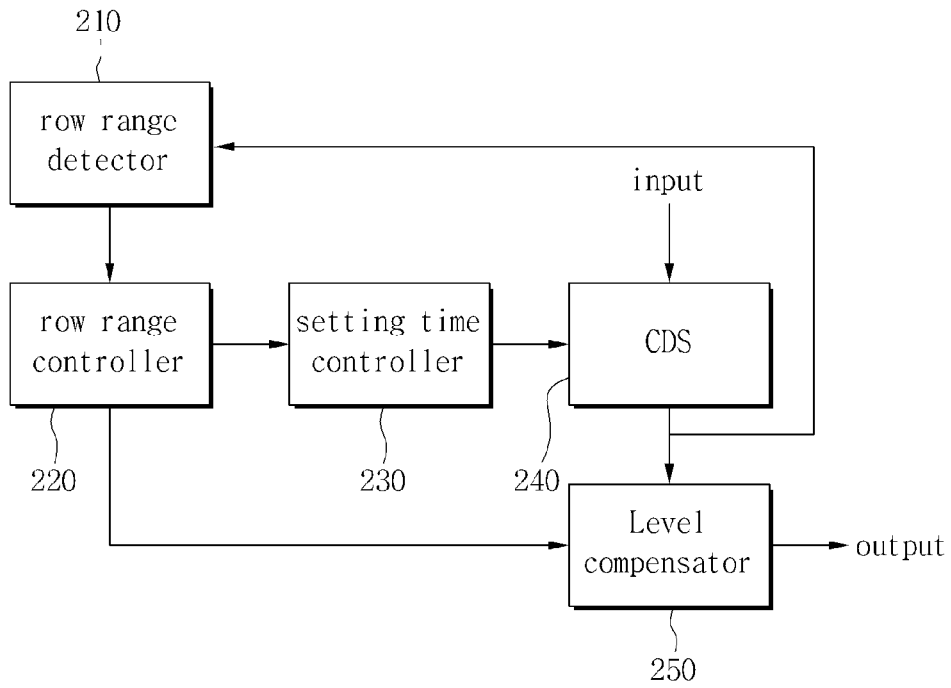 210
row range
detector
input
row range
controller
setting time
controller
CDS
220
230
240
Level
compensator
output
250